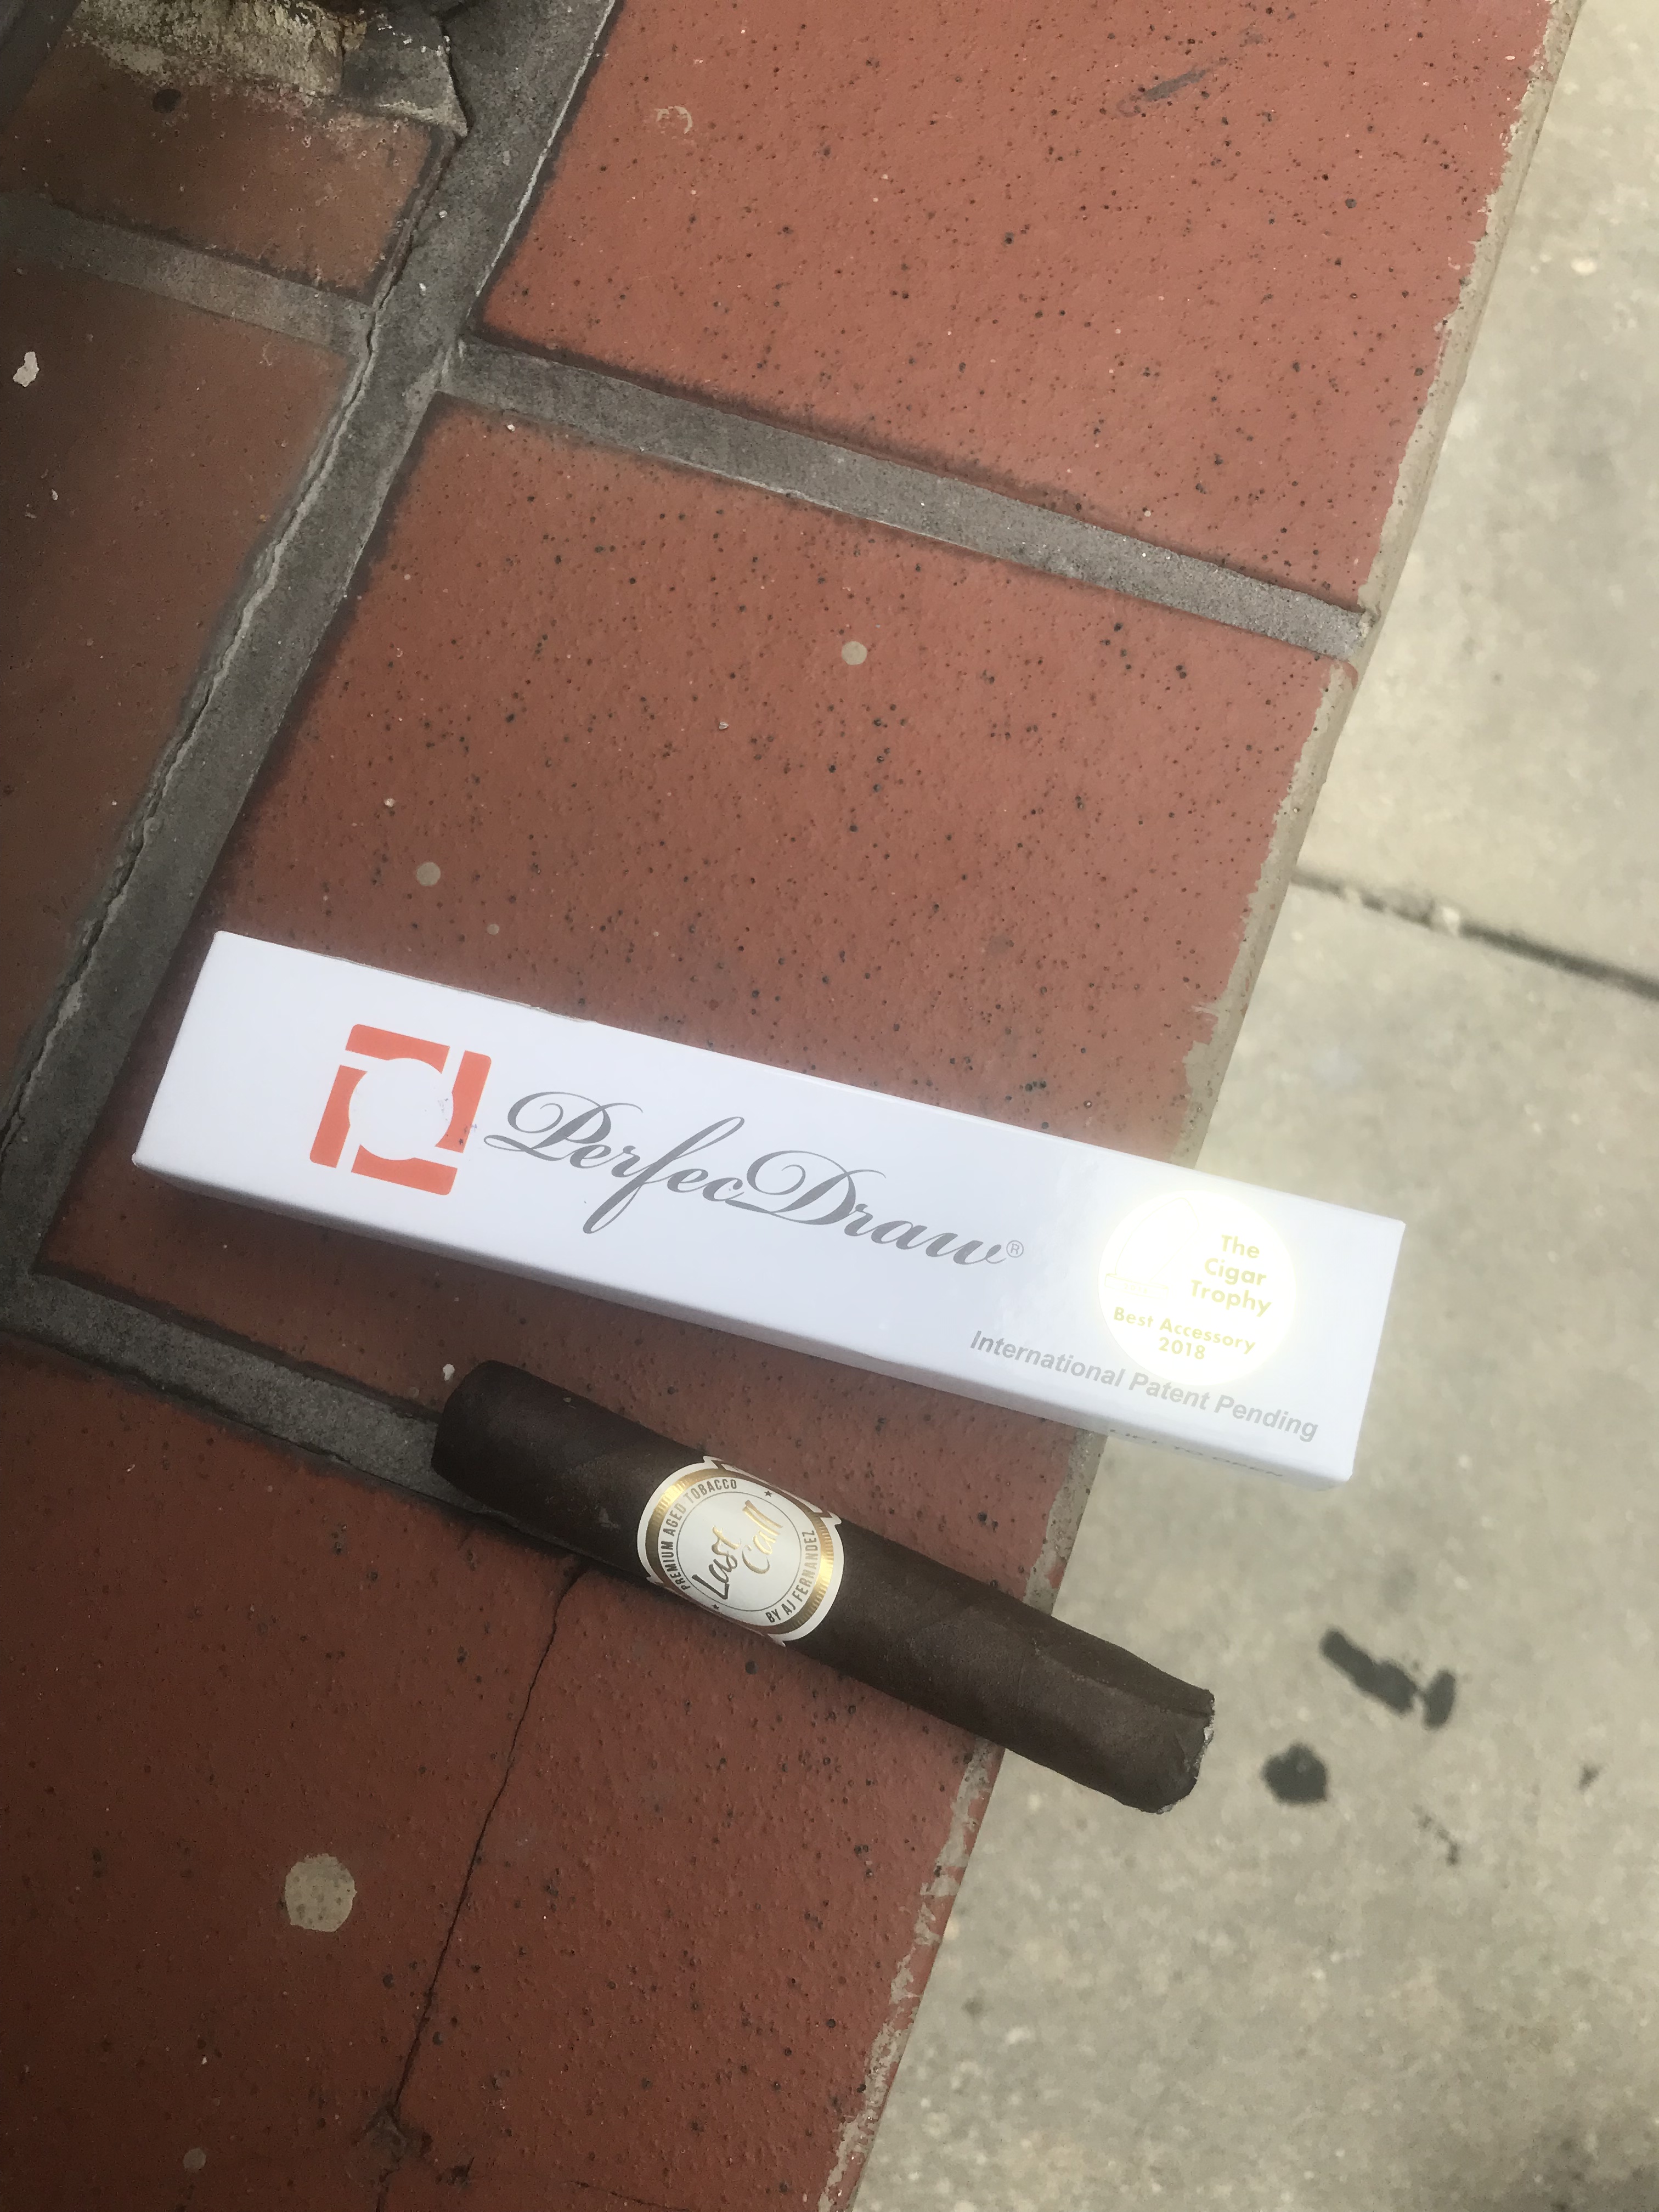 PerfecDraw®
The
Cigar
Trophy
Best Accessory
2018
International Patent Pending
PREMIUM AGED TOBACCO
Last
Call
BY AJ FERNANDEZ